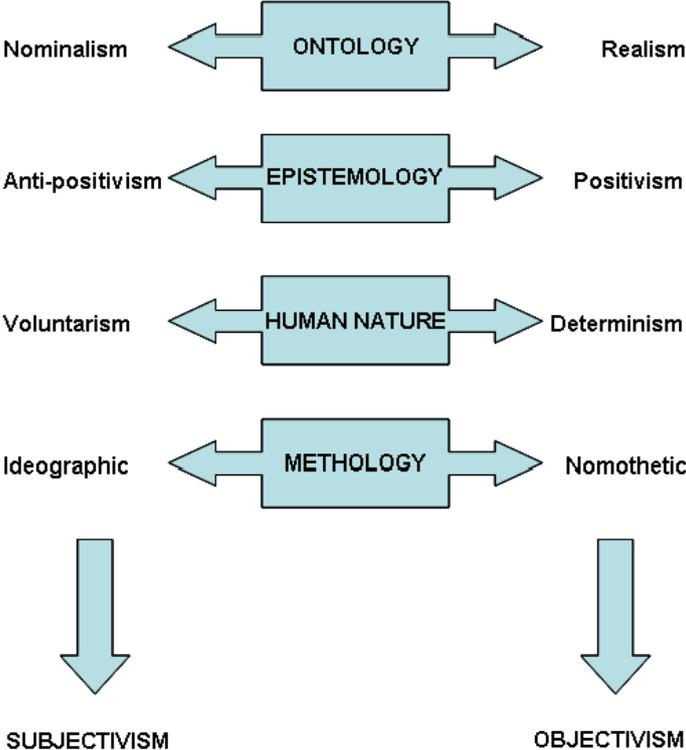 Nominalism ONTOLOGY Realism
Anti-positivism EPISTEMOLOGY Positivism
Voluntarism HUMAN NATURE Determinism
Ideographic METHOLOGY Nomothetic
SUBJECTIVISM OBJECTIVISM